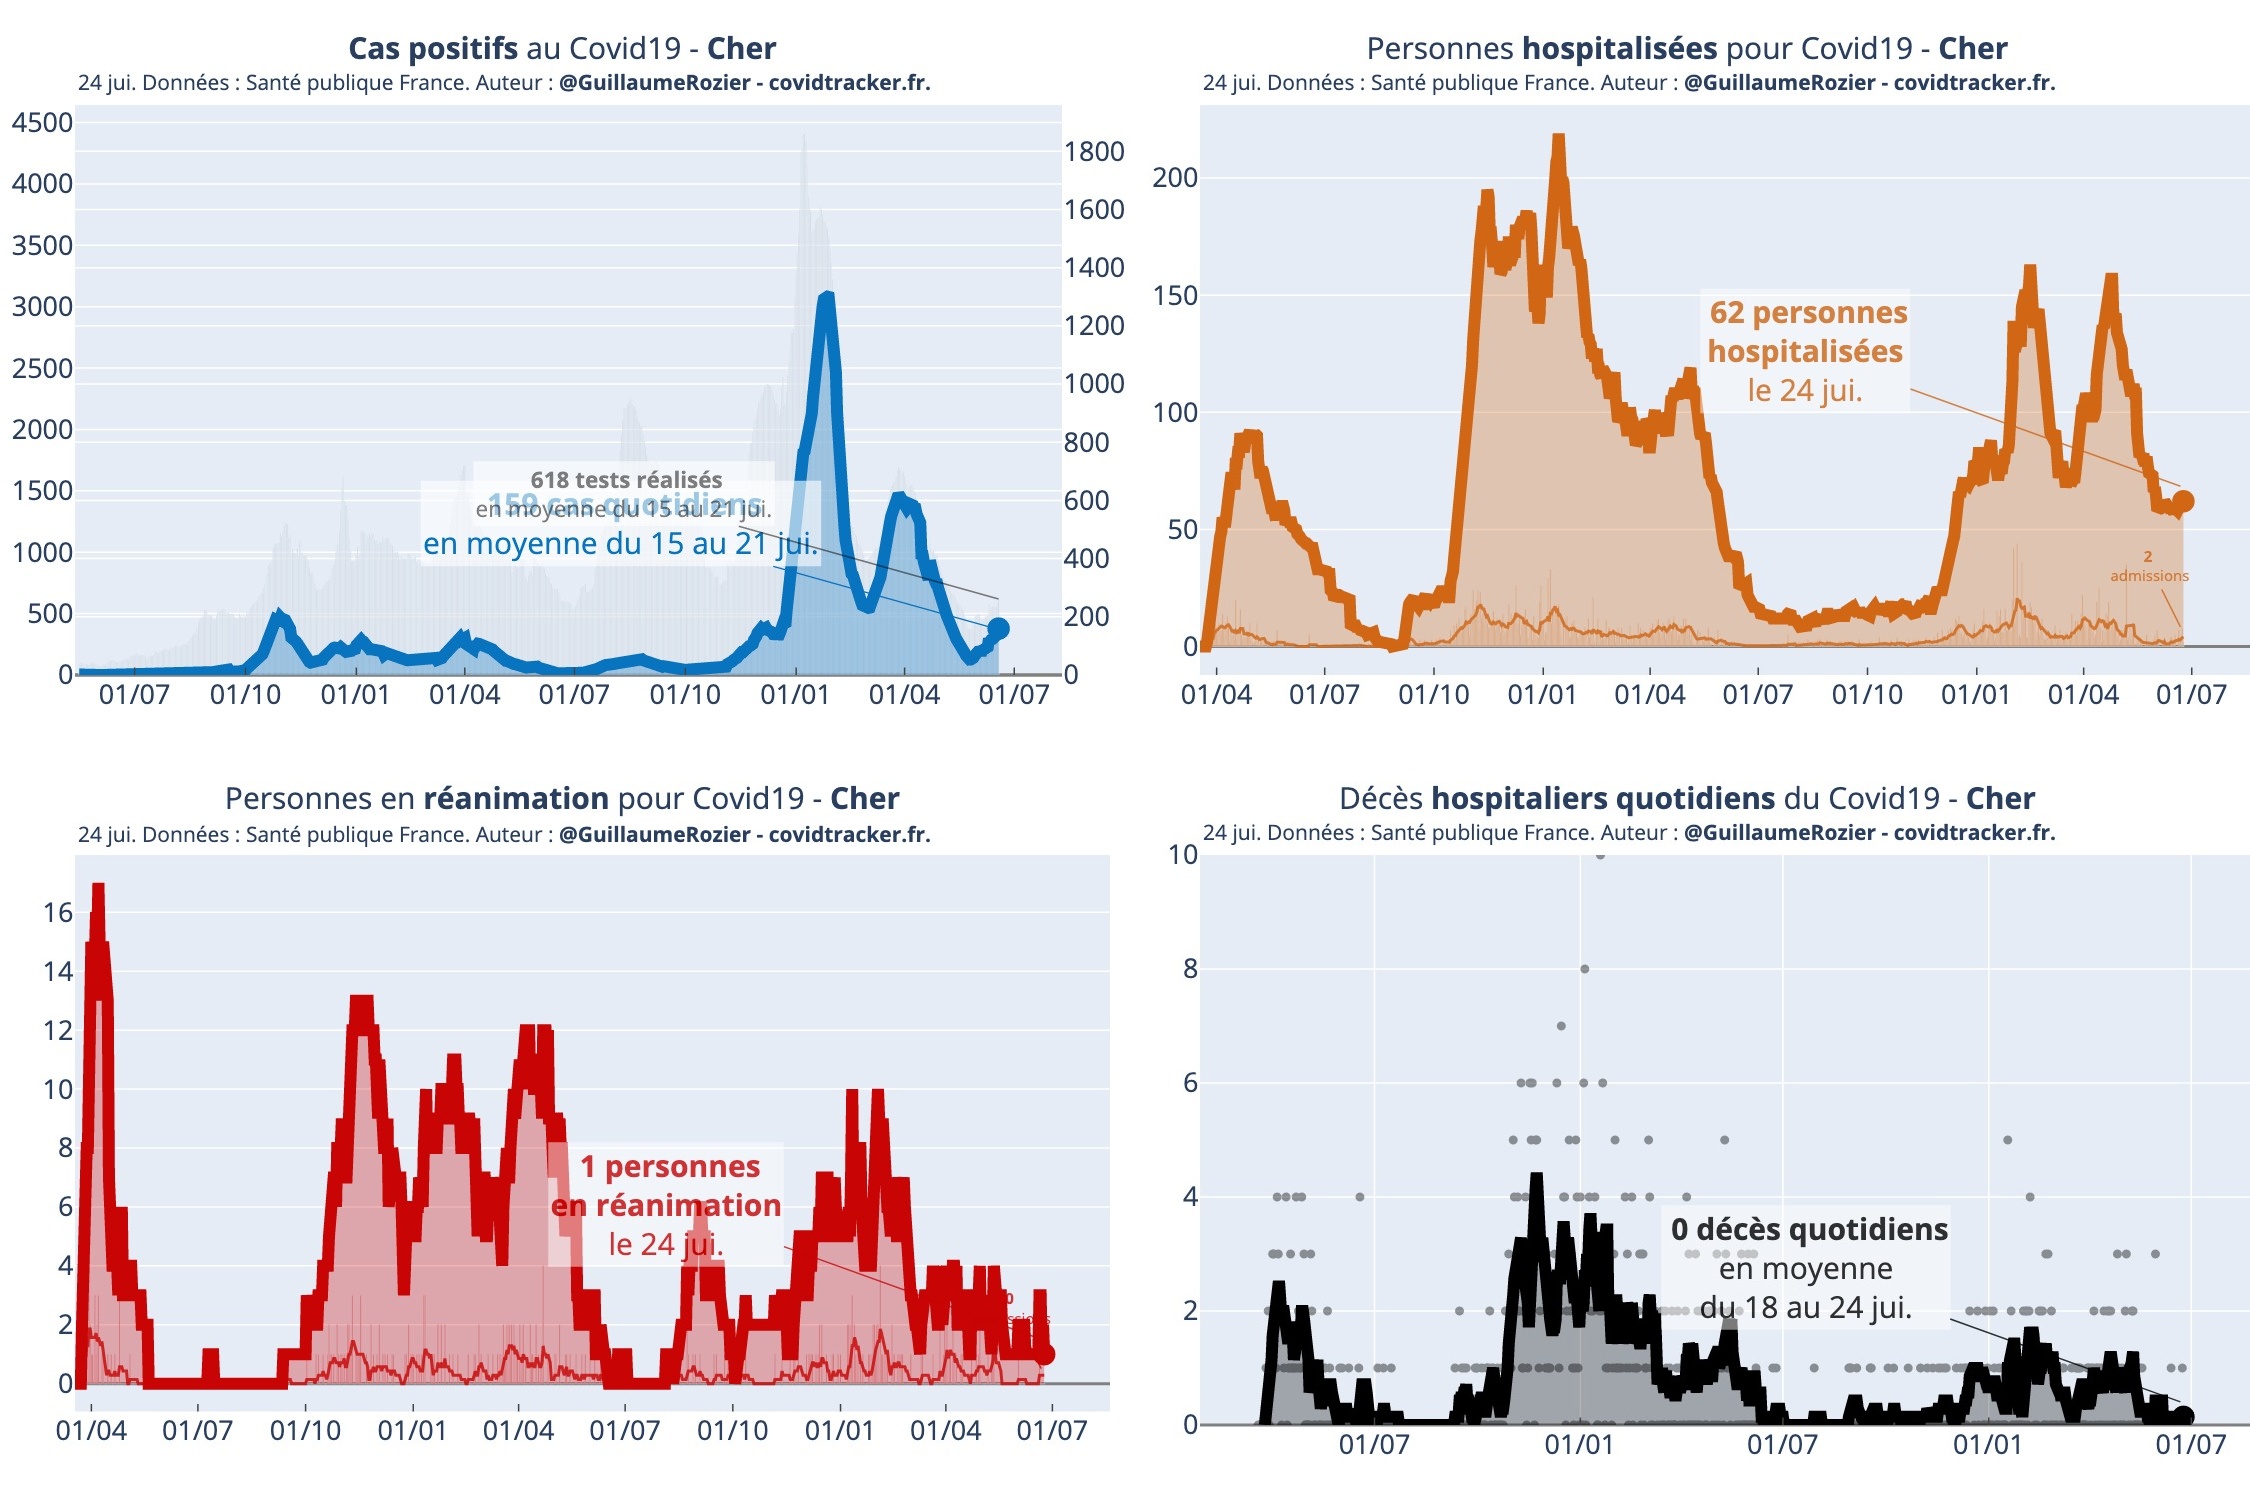 Cas positifs au Covid19 - Cher
24 jui. Données : Santé publique France. Auteur : @GuillaumeRozier - covidtracker.fr.
4500
4000
3500
3000
2500
2000
1500
1000
500
0
1800
1600
1400
1200
1000
800
600
400
200
0
618 tests réalisés
en moyenne du 15 au 21 jui.
159 cas quotidiens
en moyenne du 15 au 21 jui.
01/07 01/10 01/01 01/04 01/07 01/10 01/01 01/04 01/07
Personnes hospitalisées pour Covid19 - Cher
24 jui. Données : Santé publique France. Auteur : @GuillaumeRozier - covidtracker.fr.
200
150
100
50
0
62 personnes
hospitalisées
le 24 jui.
2
admissions
01/04 01/07 01/10 01/01 01/04 01/07 01/10 01/01 01/04 01/07
Personnes en réanimation pour Covid19 - Cher
24 jui. Données : Santé publique France. Auteur : @GuillaumeRozier - covidtracker.fr.
16
14
12
10
8
6
4
2
0
1 personnes
en réanimation
le 24 jui.
0
01/04 01/07 01/10 01/01 01/04 01/07 01/10 01/01 01/04 01/07
Décès hospitaliers quotidiens du Covid19 - Cher
24 jui. Données : Santé publique France. Auteur : @GuillaumeRozier - covidtracker.fr.
10
8
6
4
2
0
0 décès quotidiens
en moyenne
du 18 au 24 jui.
01/07 01/01 01/07 01/01 01/07